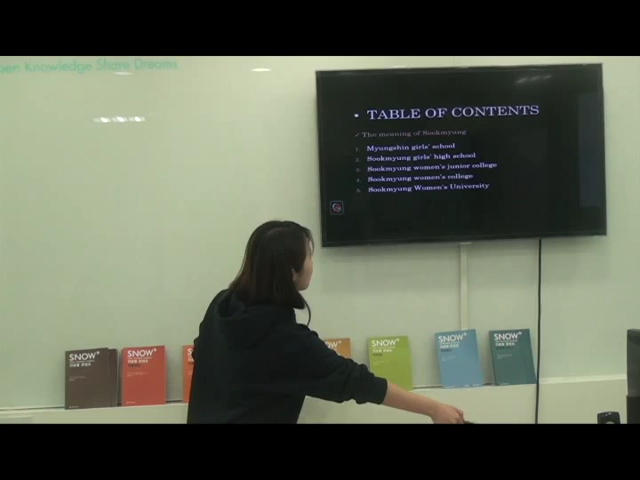 pen Knowledge Share Dreams
• TABLE OF CONTENTS
✓ The meaning of Sookmyung
1. Myungshin girls' school
2. Sookmyung girls' high school
3. Sookmyung women's junior college
4. Sookmyung women's college
5. Sookmyung Women's University
SNOW+
SNOW+
SNOW+
SNOW+
SNOW+